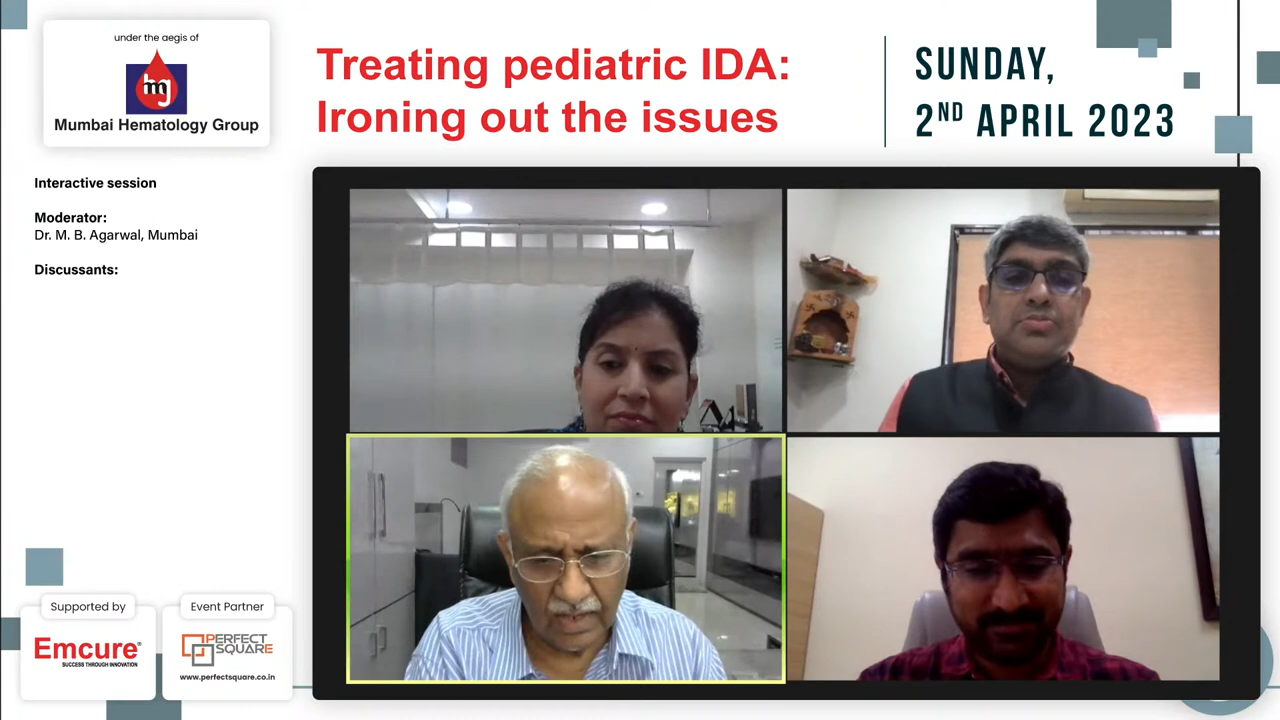 under the aegis of
hmg
Mumbai Hematology Group
Treating pediatric IDA:
Ironing out the issues
SUNDAY,
2ND APRIL 2023
Interactive session
Moderator:
Dr. M. B. Agarwal, Mumbai
Discussants:
Supported by
Emcure®
SUCCESS THROUGH INNOVATION
Event Partner
PERFECT
SQUARE
www.perfectsquare.co.in